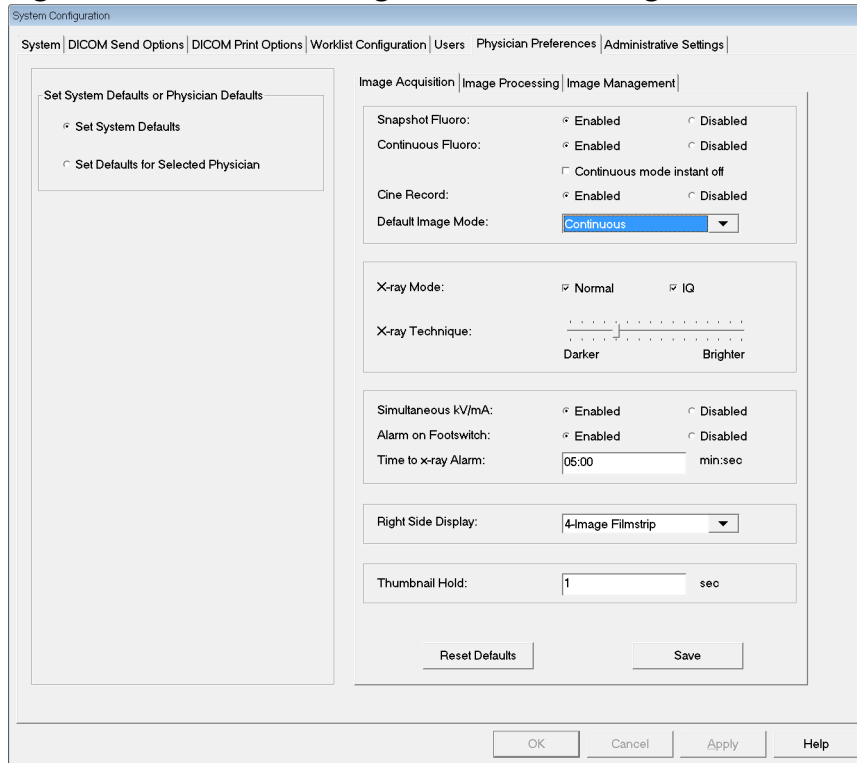 System Configuration
System DICOM Send Options DICOM Print Options Worklist Configuration Users Physician Preferences Administrative Settings
Set System Defaults or Physician Defaults
Set System Defaults
Set Defaults for Selected Physician
Image Acquisition Image Processing Image Management
Snapshot Fluoro: Enabled Disabled
Continuous Fluoro: Enabled Disabled
Continuous mode instant off
Cine Record: Enabled Disabled
Default Image Mode: Continuous
X-ray Mode: Normal IQ
X-ray Technique:
Darker Brighter
Simultaneous kV/mA: Enabled Disabled
Alarm on Footswitch: Enabled Disabled
Time to x-ray Alarm: 05:00 min:sec
Right Side Display: 4-Image Filmstrip
Thumbnail Hold: 1 sec
Reset Defaults Save
OK Cancel Apply Help